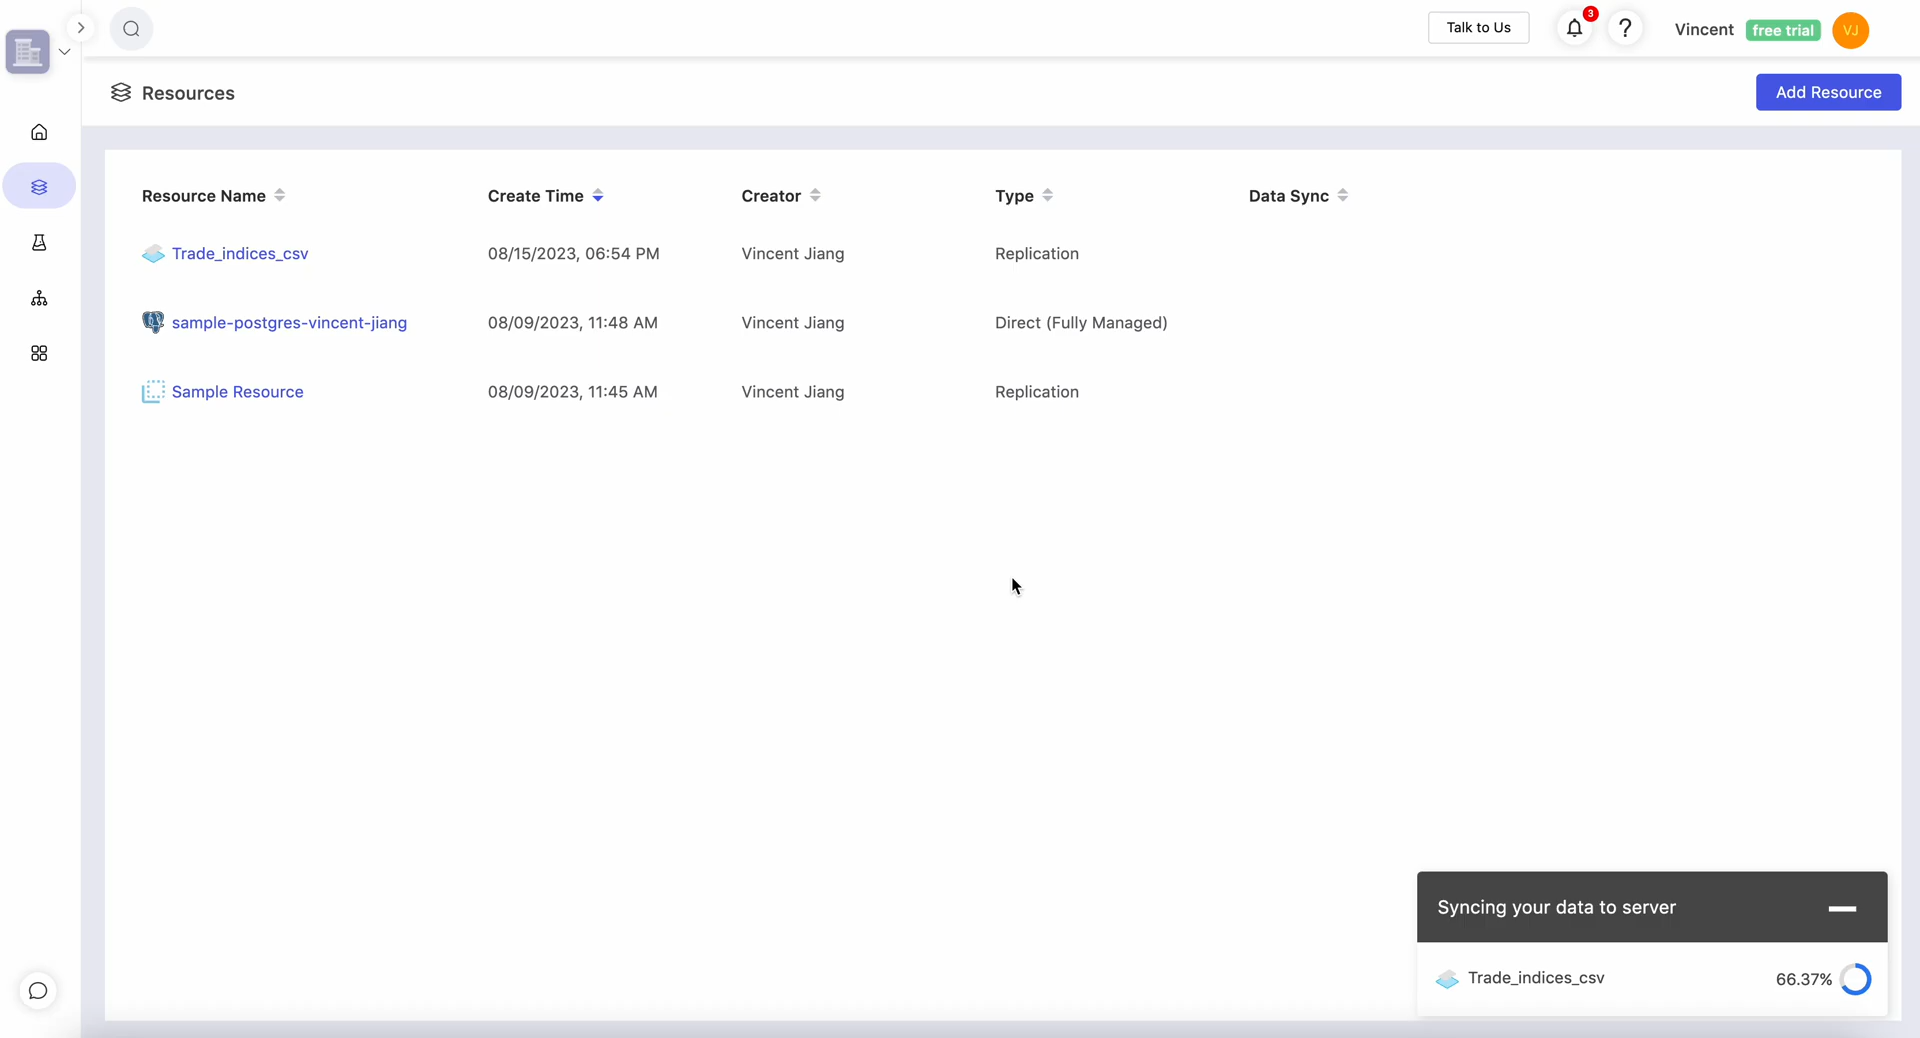 Talk to Us
3
?
Vincent
free trial
VJ
Resources
Add Resource
Resource Name
Create Time
Creator
Type
Data Sync
Trade_indices_csv
08/15/2023, 06:54 PM
Vincent Jiang
Replication
sample-postgres-vincent-jiang
08/09/2023, 11:48 AM
Vincent Jiang
Direct (Fully Managed)
Sample Resource
08/09/2023, 11:45 AM
Vincent Jiang
Replication
Syncing your data to server
Trade_indices_csv
66.37%